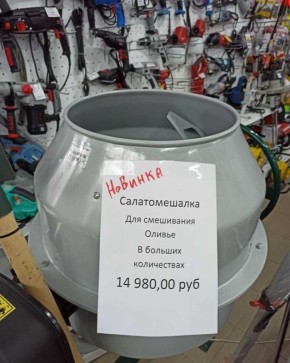 Новинка
Салатомешалка
Для смешивания
Оливье
В больших
количествах
14 980,00 руб